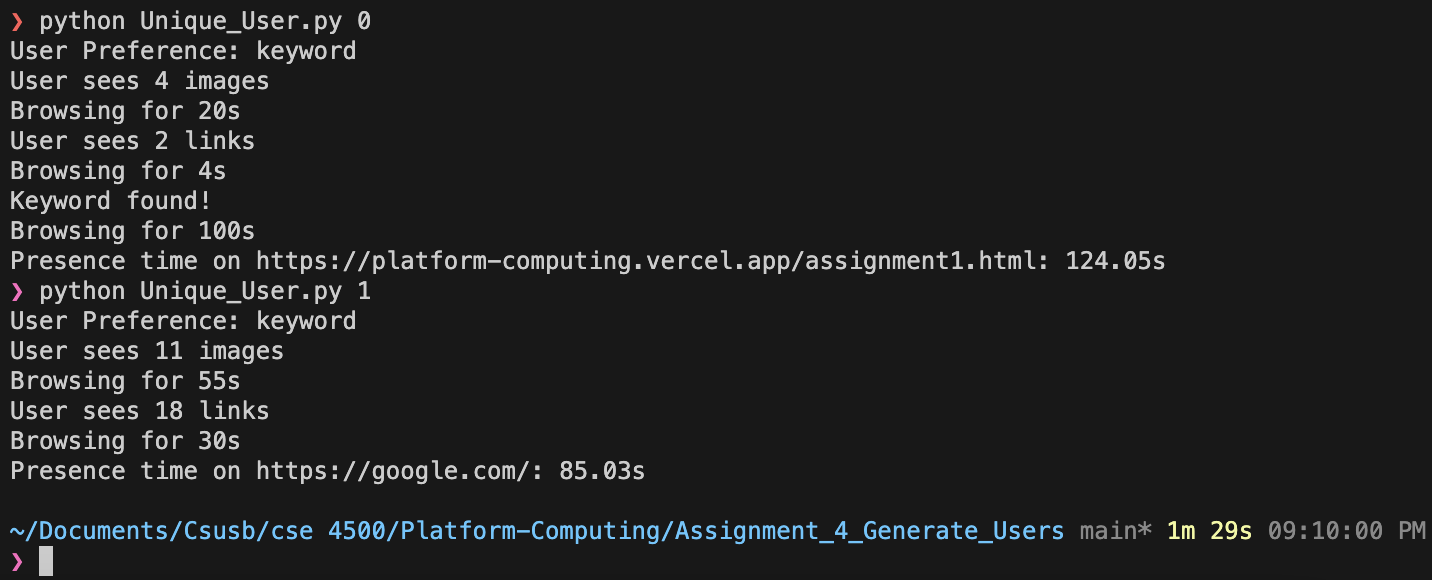 ❯ python Unique_User.py 0
User Preference: keyword
User sees 4 images
Browsing for 20s
User sees 2 links
Browsing for 4s
Keyword found!
Browsing for 100s
Presence time on https://platform-computing.vercel.app/assignment1.html: 124.05s
❯ python Unique_User.py 1
User Preference: keyword
User sees 11 images
Browsing for 55s
User sees 18 links
Browsing for 30s
Presence time on https://google.com/: 85.03s
~/Documents/Csusb/cse 4500/Platform-Computing/Assignment_4_Generate_Users main* 1m 29s 09:10:00 PM
❯